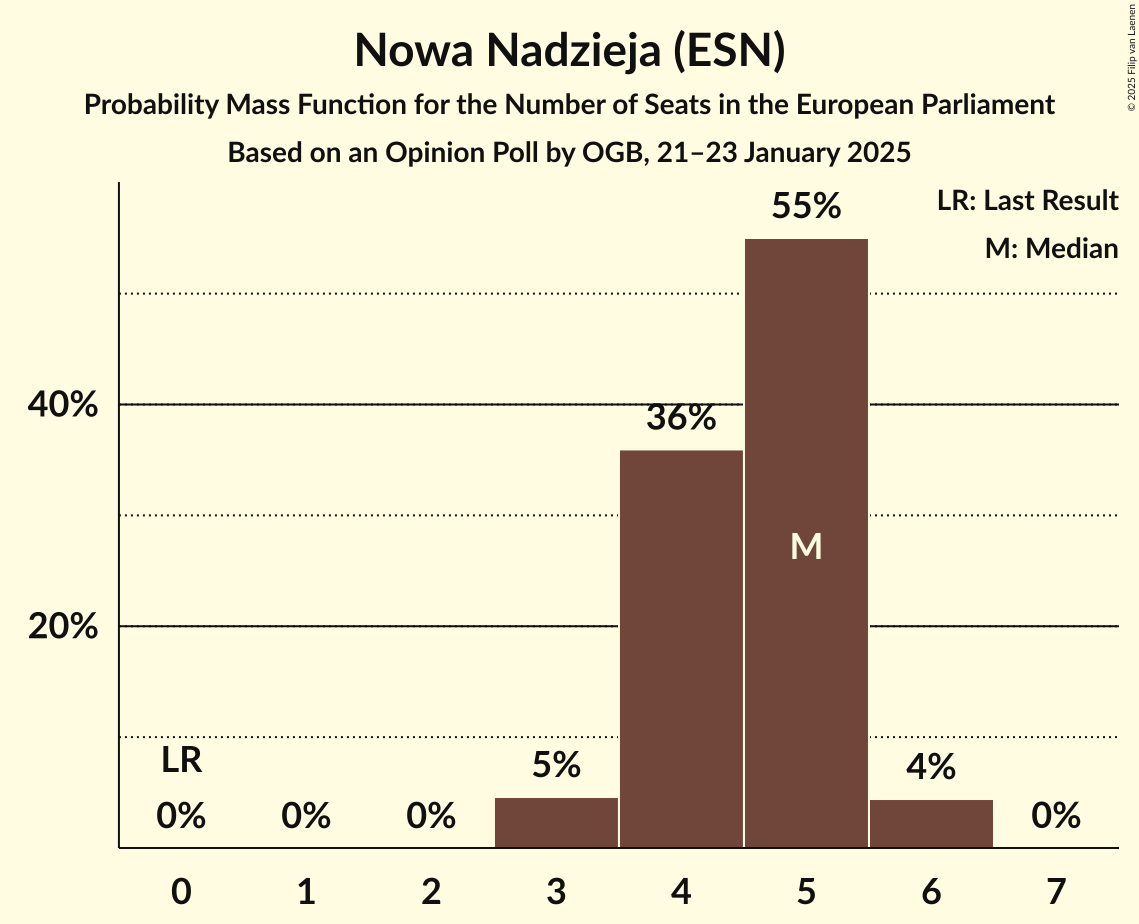 Nowa Nadzieja (ESN)
Probability Mass Function for the Number of Seats in the European Parliament
Based on an Opinion Poll by OGB, 21–23 January 2025
© 2025 Filip van Laenen
LR: Last Result
M: Median
55%
40%
36%
M
20%
LR
0%
0%
0%
5%
4%
0%
0
1
2
3
4
5
6
7